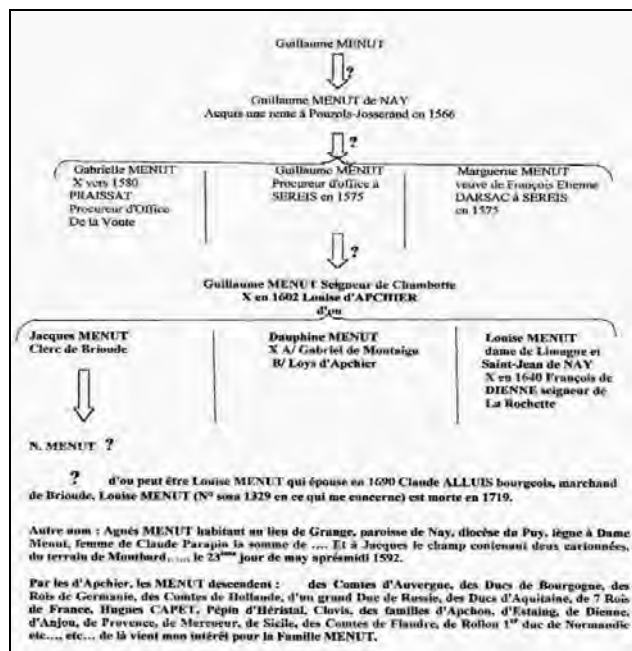 Guillaume MENUT
?
Guillaume MENUT de NAY
Acquis une rente à Pouzols-Josserand en 1566
?
Gabrielle MENUT
X vers 1580
PRAISSAT
Procureur d'Office
De la Voute
Guillaume MENUT
Procureur d'office à
SEREIS en 1575
Marguerite MENUT
veuve de François Etienne
DARSAC à SEREIS
en 1575
?
Guillaume MENUT Seigneur de Chambotte
X en 1602 Louise d'APCHIER
d'ou
Jacques MENUT
Clerc de Brioude
Dauphine MENUT
X A/ Gabriel de Montaigu
B/ Loys d'Apchier
Louise MENUT
dame de Limagne et
Saint-Jean de NAY
X en 1640 François de
DIENNE seigneur de
La Rochette
N. MENUT ?
? d'ou peut être Louise MENUT qui épouse en 1690 Claude ALLUIS bourgeois, marchand
de Brioude, Louise MENUT (N° sosa 1329 en ce qui me concerne) est morte en 1719.
Autre nom : Agnès MENUT habitant au lieu de Grange, paroisse de Nay, diocèse du Puy, lègue à Dame
Menut, femme de Claude Parapin la somme de .... Et à Jacques le champ contenant deux cartonnées,
du terrain de ..... le 23ème jour de may aprésmidi 1592.
Par les d'Apchier, les MENUT descendent : des Comtes d'Auvergne, des Ducs de Bourgogne, des
Rois de Germanie, des Comtes de Hollande, d'un grand Duc de Russie, des Ducs d'Aquitaine, de 7 Rois
de France, Hugues CAPET, Pépin d'Héristal, Clovis, des familles d'Apchon, d'Estaing, de Dienne,
d'Anjou, de Provence, de Mercoeur, de Sicile, des Comtes de Flandre, de Rollon 1er duc de Normandie
etc...., etc... de là vient mon intérêt pour la Famille MENUT.